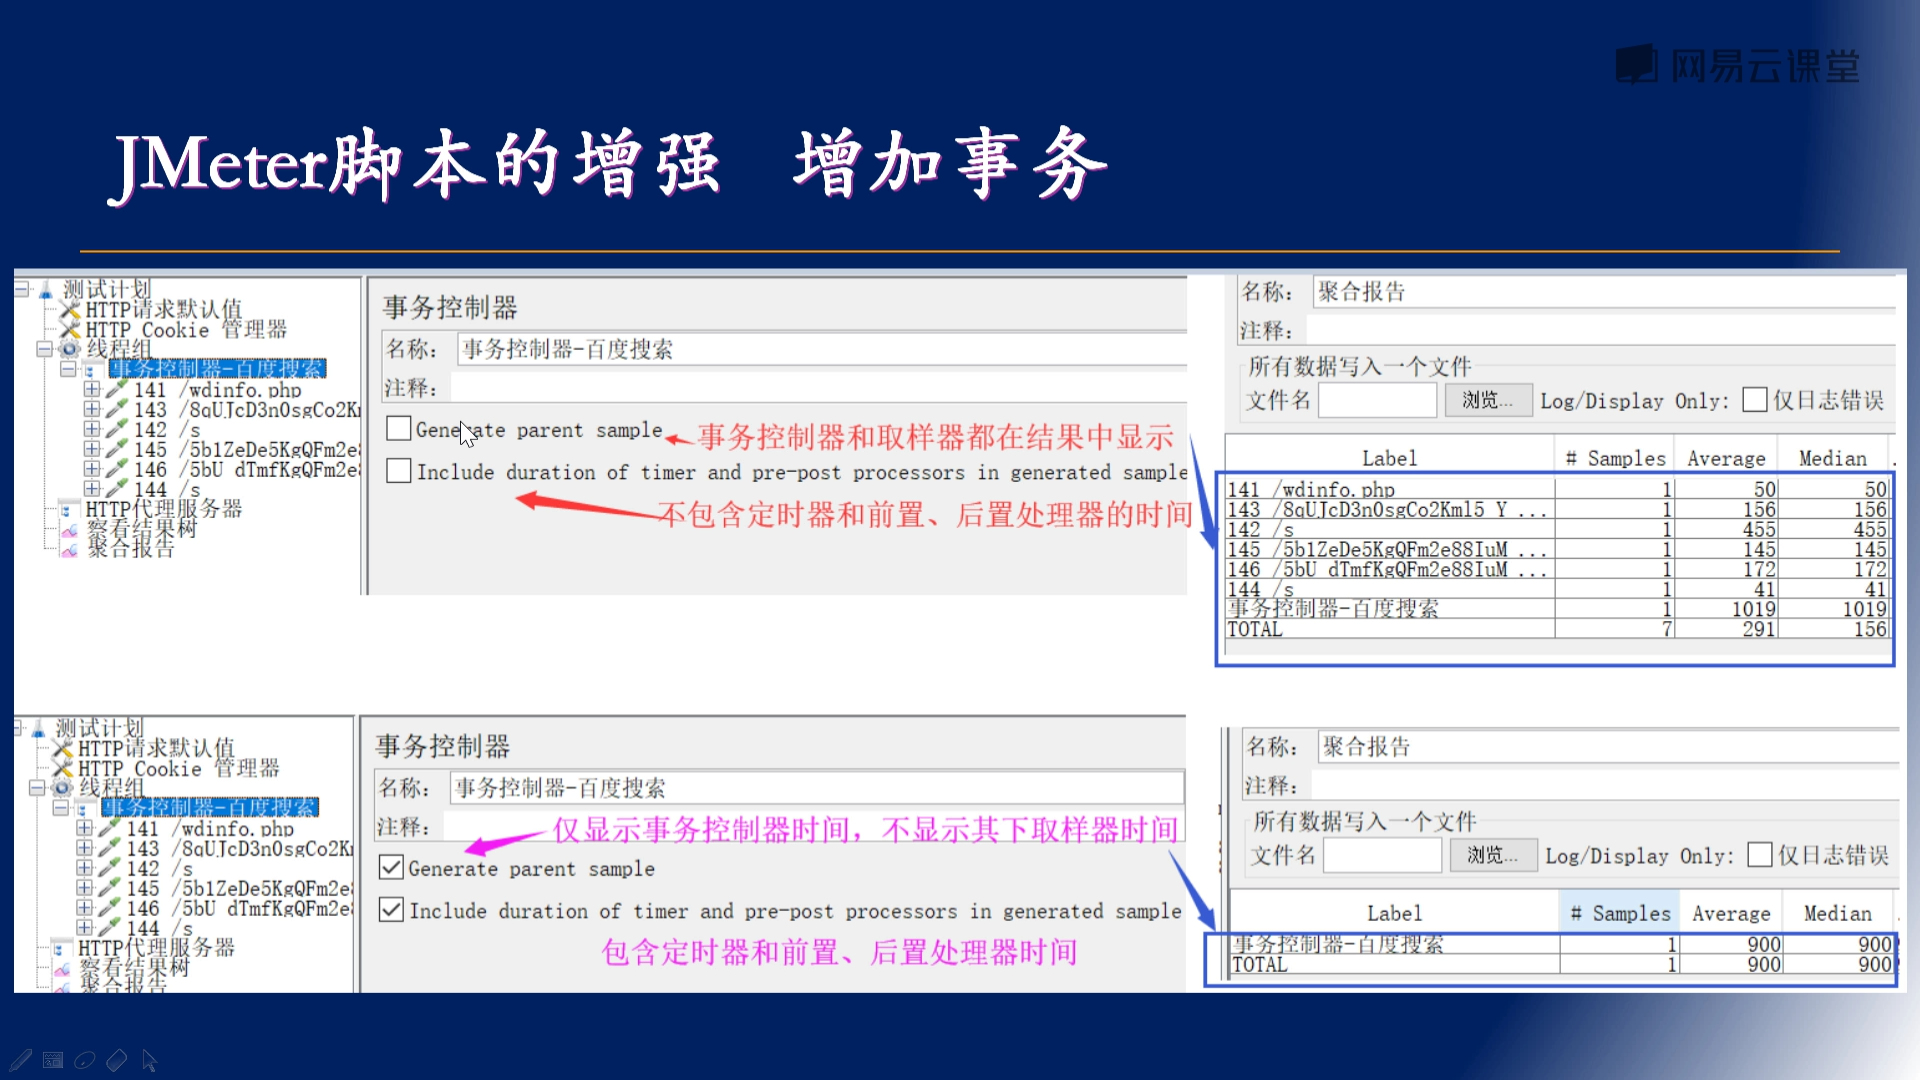 网易云课堂
JMeter脚本的增强 增加事务
测试计划
HTTP请求默认值
HTTP Cookie 管理器
线程组
事务控制器-百度搜索
141 /wdinfo.php
143 /8qUJcD3n0sgCo2Km
142 /s
145 /5b1ZeDe5KgQFm2e8
146 /5bU_dTmfKgQFm2e8
144 /s
HTTP代理服务器
察看结果树
聚合报告
事务控制器
名称: 事务控制器-百度搜索
注释:
Generate parent sample
事务控制器和取样器都在结果中显示
Include duration of timer and pre-post processors in generated sample
不包含定时器和前置、后置处理器的时间
名称: 聚合报告
注释:
所有数据写入一个文件
文件名 浏览... Log/Display Only: 仅日志错误
Label # Samples Average Median
141 /wdinfo.php 1 50 50
143 /8qUJcD3n0sgCo2Kml5_Y ... 1 156 156
142 /s 1 455 455
145 /5b1ZeDe5KgQFm2e88IuM ... 1 145 145
146 /5bU_dTmfKgQFm2e88IuM ... 1 172 172
144 /s 1 41 41
事务控制器-百度搜索 1 1019 1019
TOTAL 7 291 156
测试计划
HTTP请求默认值
HTTP Cookie 管理器
线程组
事务控制器-百度搜索
141 /wdinfo.php
143 /8qUJcD3n0sgCo2Km
142 /s
145 /5b1ZeDe5KgQFm2e8
146 /5bU_dTmfKgQFm2e8
144 /s
HTTP代理服务器
察看结果树
聚合报告
事务控制器
名称: 事务控制器-百度搜索
注释:
仅显示事务控制器时间，不显示其下取样器时间
Generate parent sample
Include duration of timer and pre-post processors in generated sample
包含定时器和前置、后置处理器时间
名称: 聚合报告
注释:
所有数据写入一个文件
文件名 浏览... Log/Display Only: 仅日志错误
Label # Samples Average Median
事务控制器-百度搜索 1 900 900
TOTAL 1 900 900